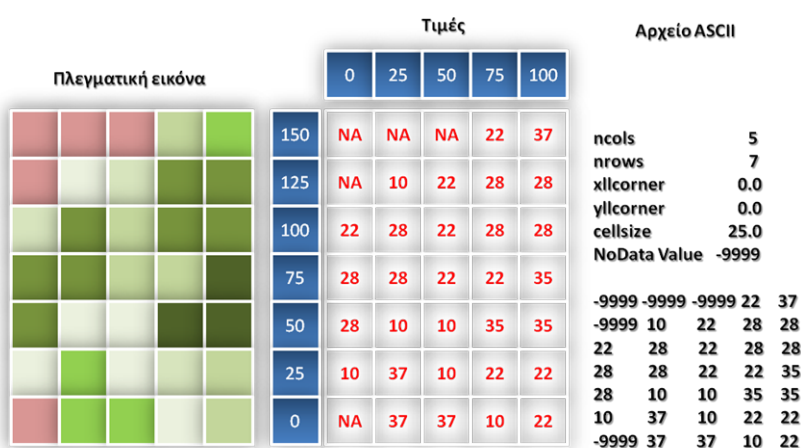 Τιμές
Αρχείο ASCII
Πλεγματική εικόνα
0 25 50 75 100
150 NA NA NA 22 37
125 NA 10 22 28 28
100 22 28 22 28 28
75 28 28 22 22 35
50 28 10 10 35 35
25 10 37 10 22 22
0 NA 37 37 10 22
ncols 5
nrows 7
xllcorner 0.0
yllcorner 0.0
cellsize 25.0
NoData Value -9999
-9999 -9999 -9999 22 37
-9999 10 22 28 28
22 28 22 28 28
28 28 22 22 35
28 10 10 35 35
10 37 10 22 22
-9999 37 37 10 22